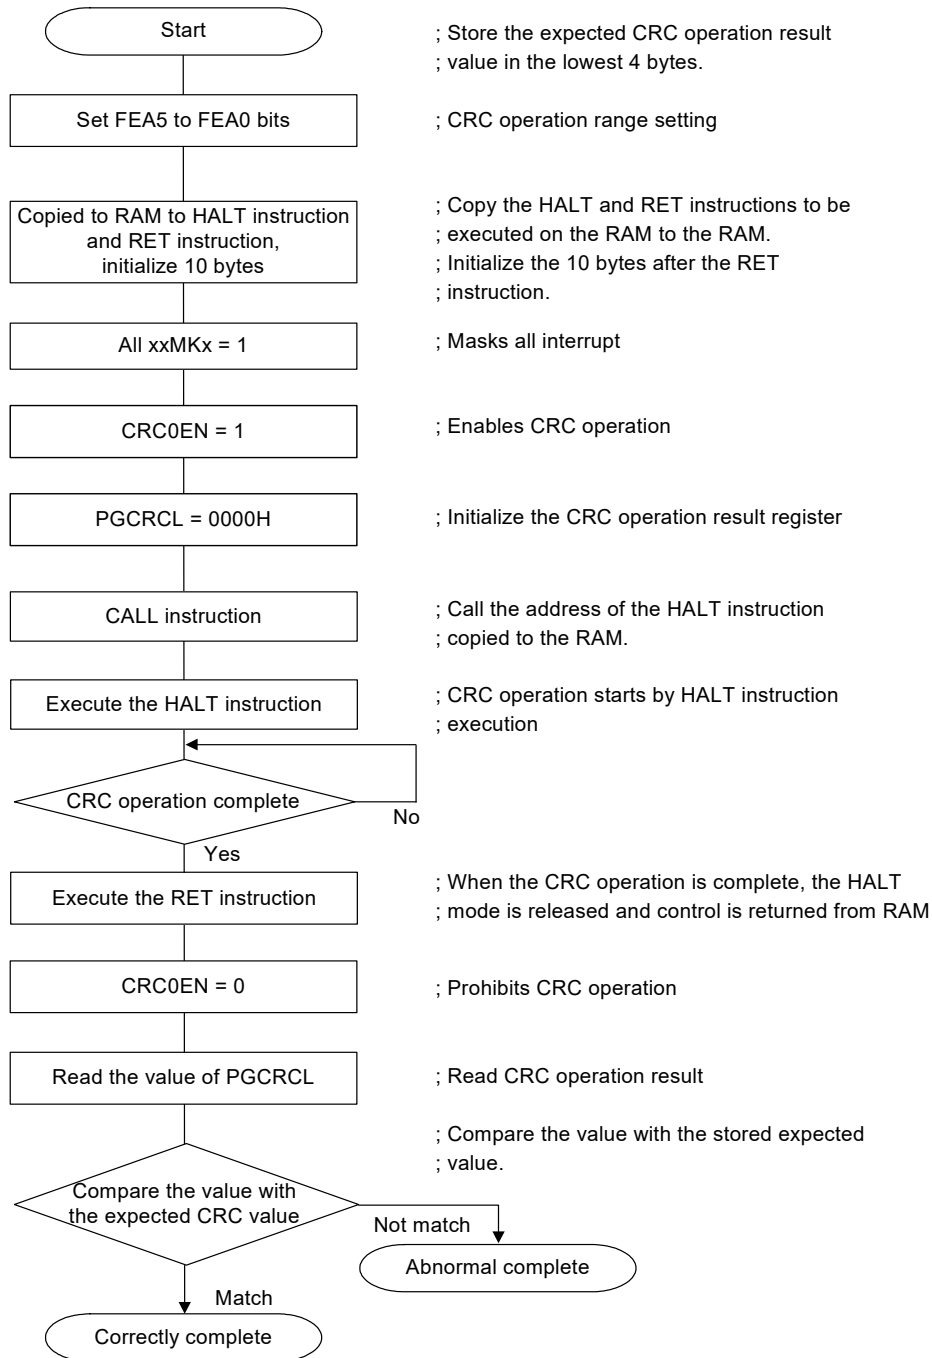 Start
; Store the expected CRC operation result
; value in the lowest 4 bytes.
Set FEA5 to FEA0 bits
; CRC operation range setting
Copied to RAM to HALT instruction
and RET instruction,
initialize 10 bytes
; Copy the HALT and RET instructions to be
; executed on the RAM to the RAM.
; Initialize the 10 bytes after the RET
; instruction.
All xxMKx = 1
; Masks all interrupt
CRC0EN = 1
; Enables CRC operation
PGCRCL = 0000H
; Initialize the CRC operation result register
CALL instruction
; Call the address of the HALT instruction
; copied to the RAM.
Execute the HALT instruction
; CRC operation starts by HALT instruction
; execution
CRC operation complete
No
Yes
Execute the RET instruction
; When the CRC operation is complete, the HALT
; mode is released and control is returned from RAM
CRC0EN = 0
; Prohibits CRC operation
Read the value of PGCRCL
; Read CRC operation result
; Compare the value with the stored expected
; value.
Compare the value with
the expected CRC value
Not match
Abnormal complete
Match
Correctly complete